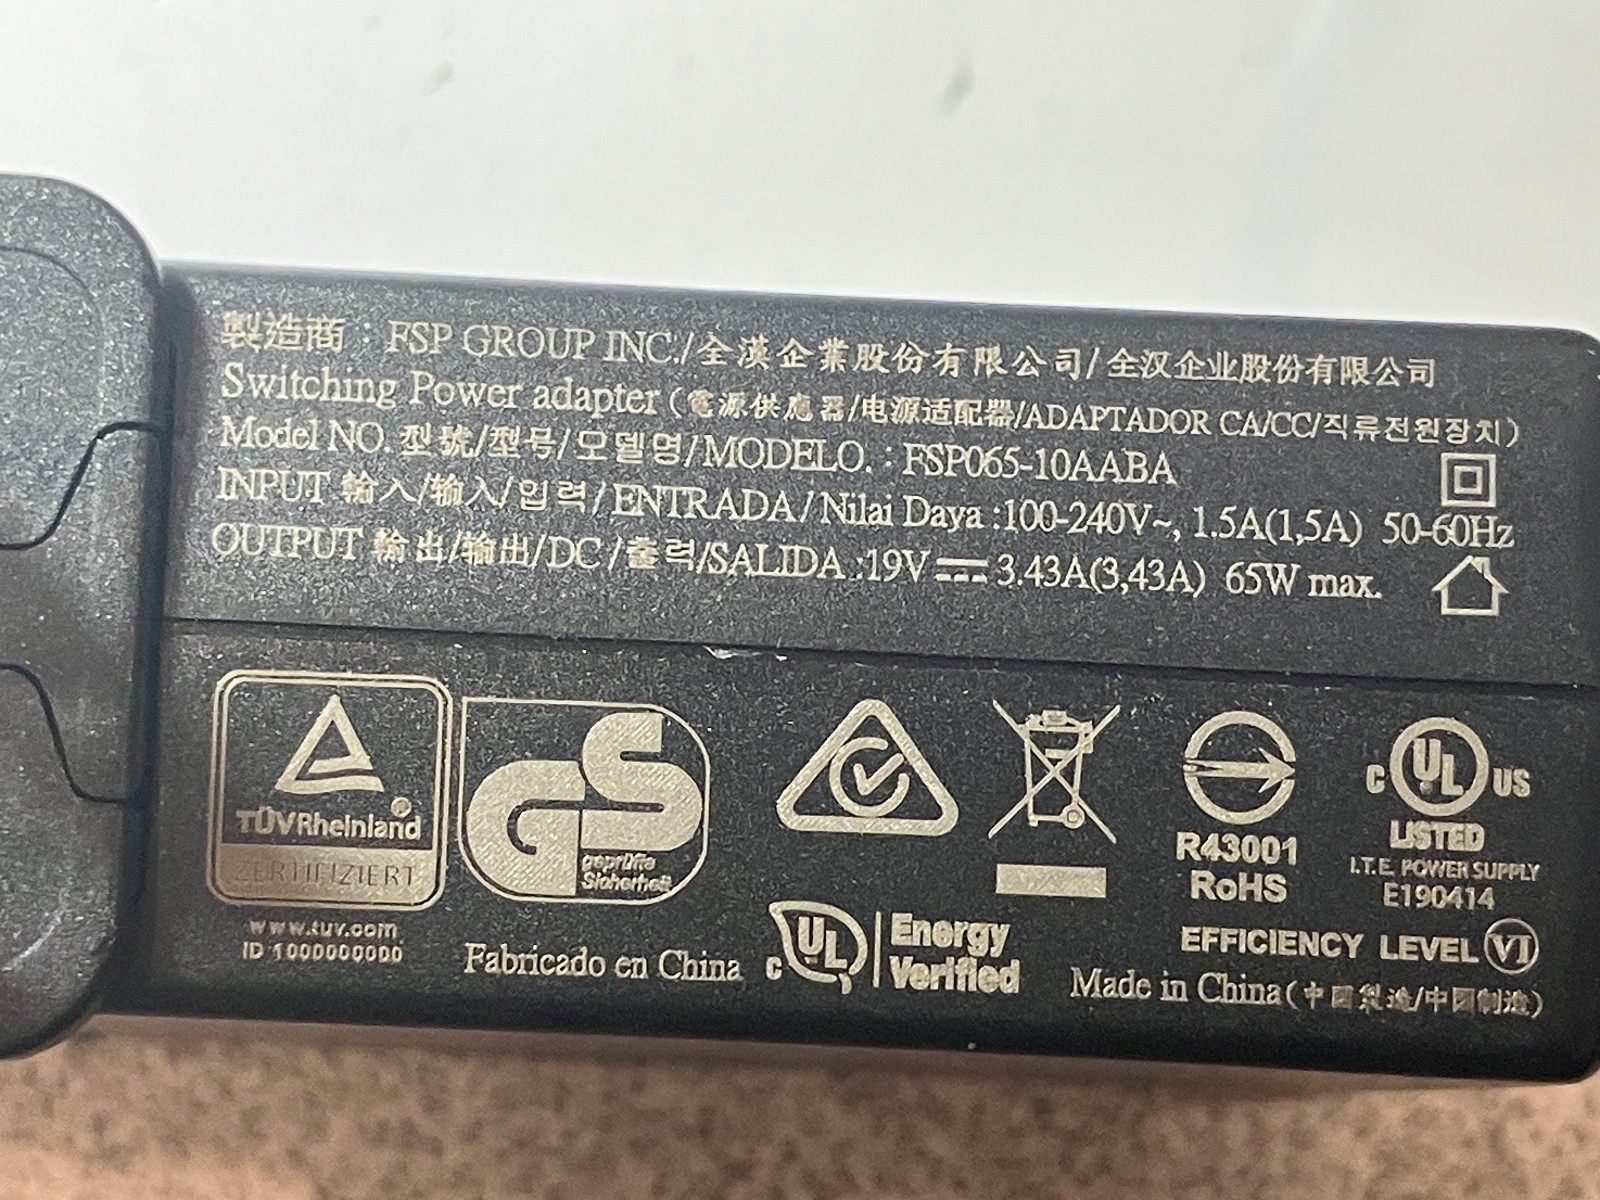 製造商：FSP GROUP INC./全漢企業股份有限公司/全汉企业股份有限公司
Switching Power adapter (電源供應器/电源适配器/ADAPTADOR CA/CC/직류전원장치)
Model NO. 型號/型号/모델명/MODELO. : FSP065-10AABA
INPUT 輸入/输入/입력/ENTRADA/Nilai Daya :100-240V~, 1.5A(1,5A) 50-60Hz
OUTPUT 輸出/输出/DC/출력/SALIDA :19V⎓3.43A(3,43A) 65W max.
TÜVRheinland®
ZERTIFIZIERT
www.tuv.com
ID 1000000000
GS
geprüfte
Sicherheit
Fabricado en China
c UL Energy
Verified
R43001
RoHS
c UL US
LISTED
I.T.E. POWER SUPPLY
E190414
EFFICIENCY LEVEL VI
Made in China(中國製造/中国制造)